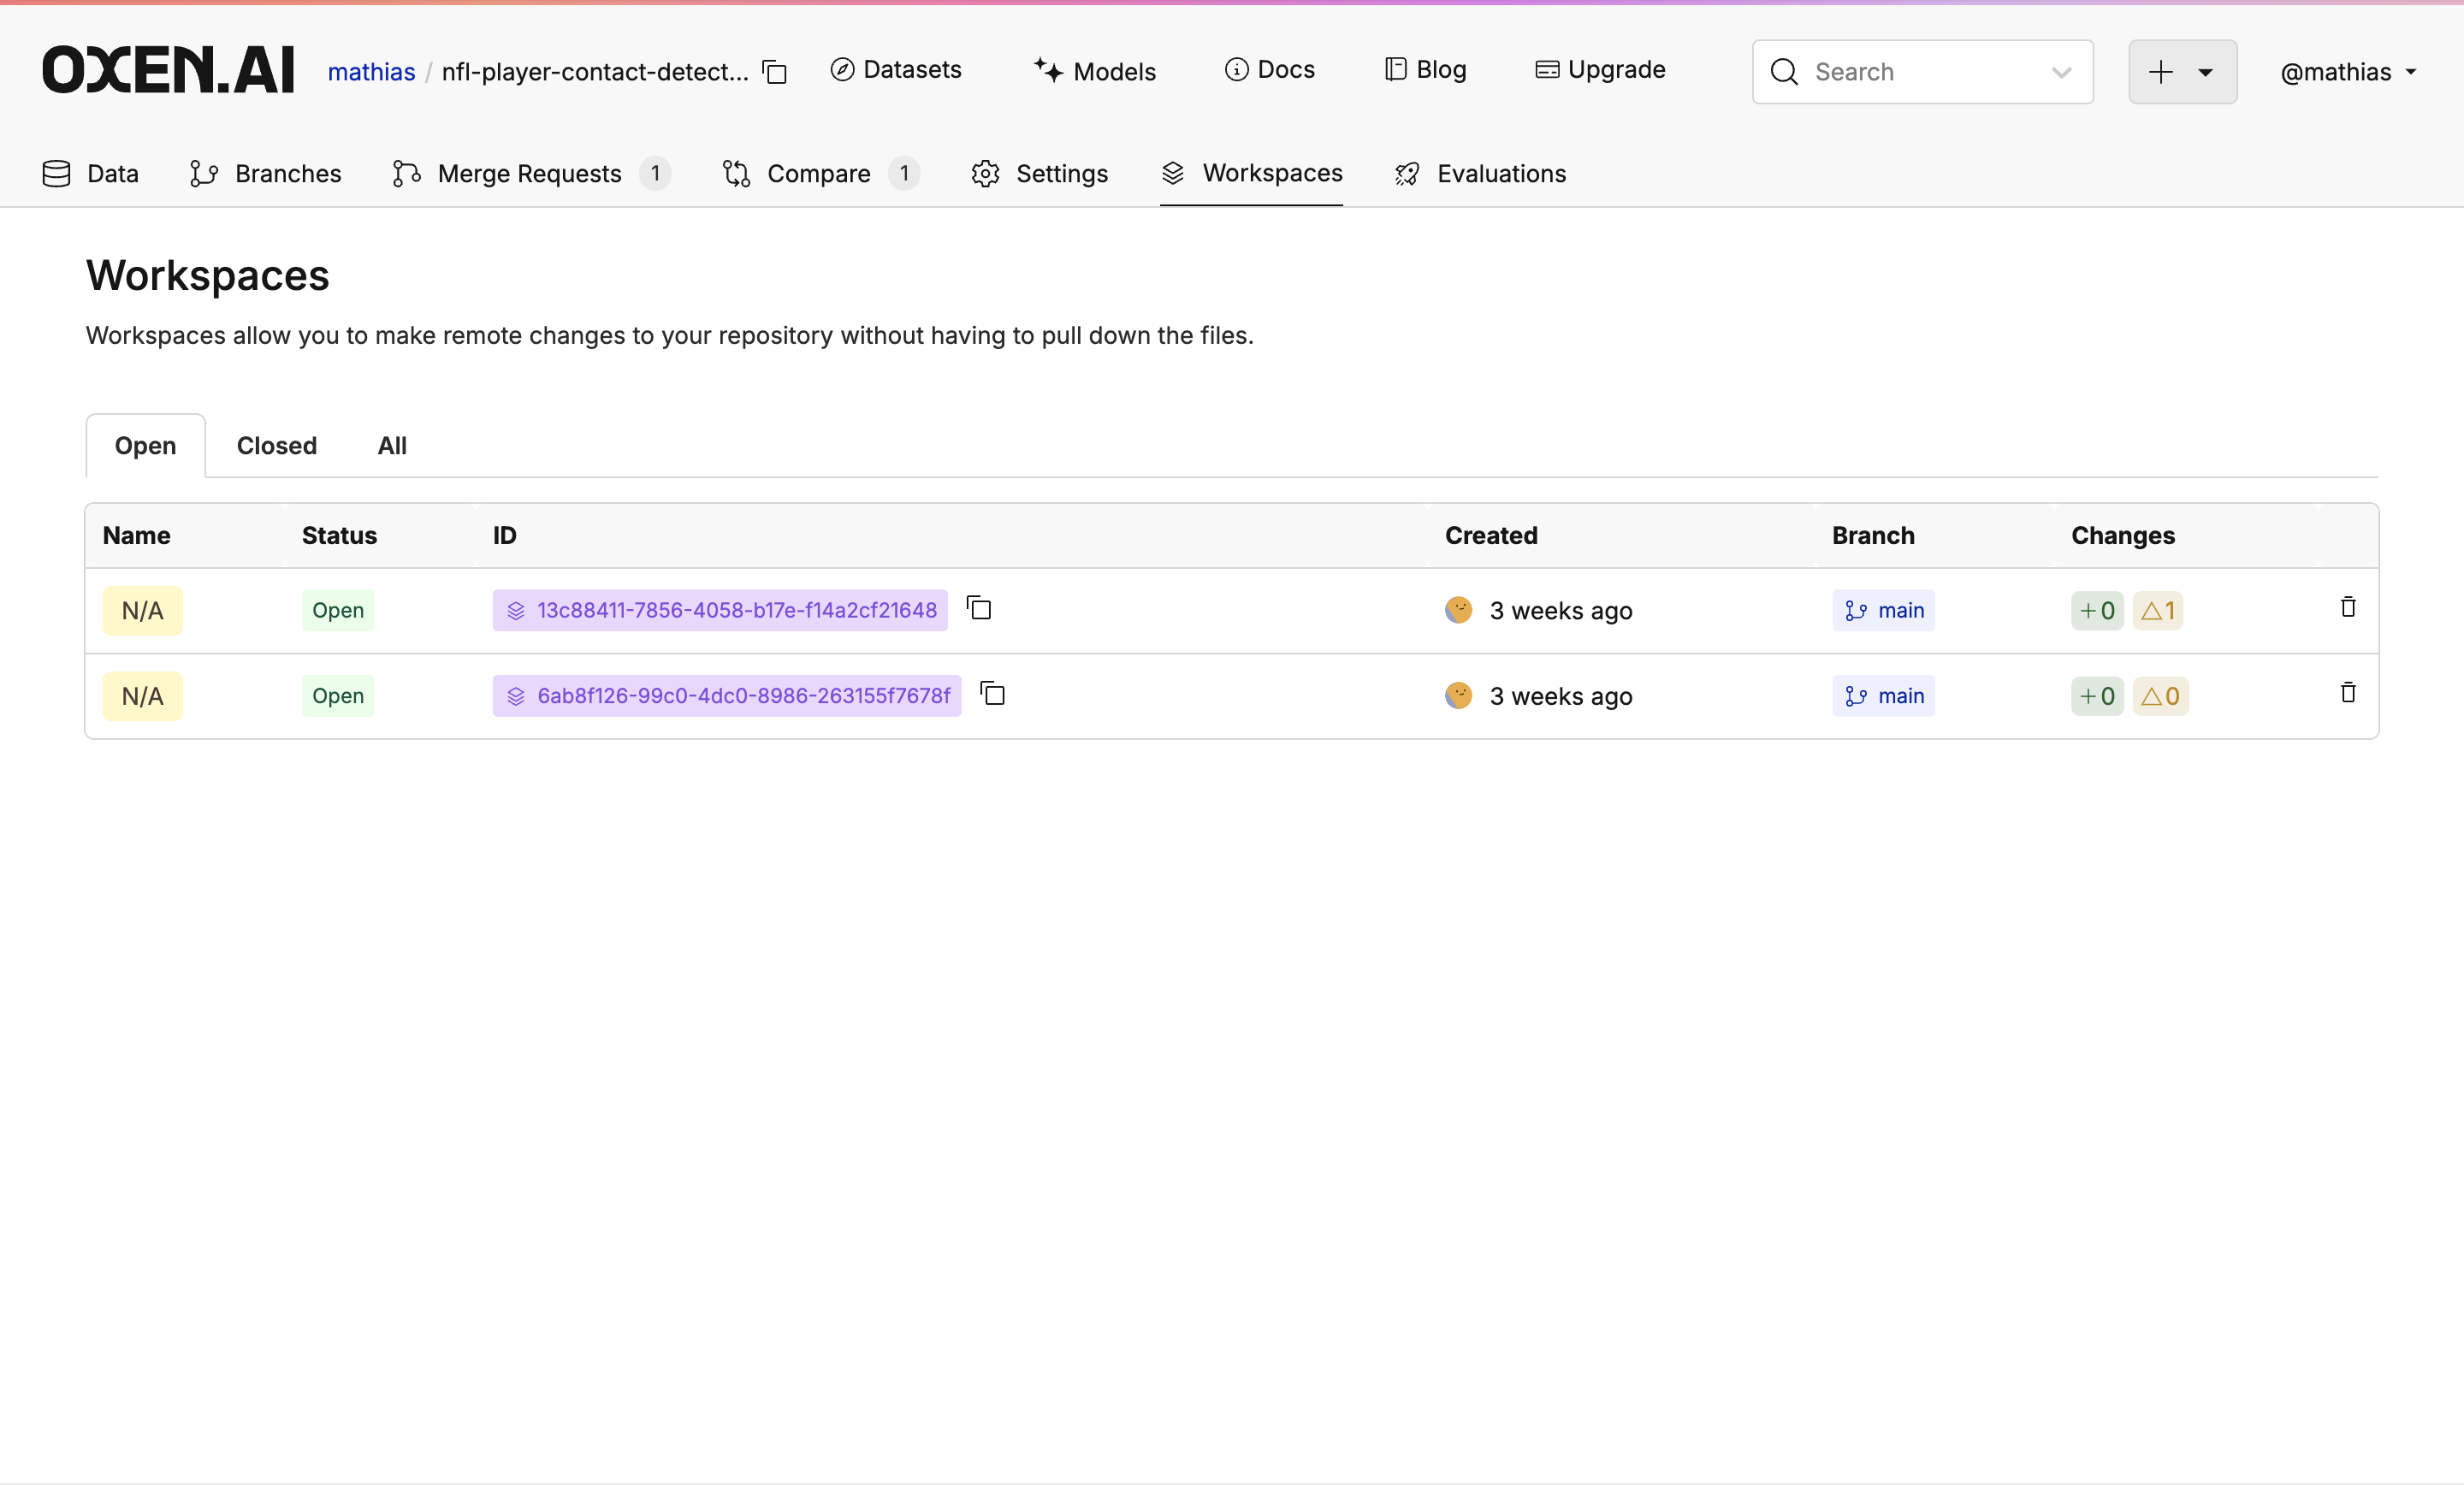 OXEN.AI mathias / nfl-player-contact-detect... Datasets Models Docs Blog Upgrade Search @mathias
Data Branches Merge Requests 1 Compare 1 Settings Workspaces Evaluations
Workspaces
Workspaces allow you to make remote changes to your repository without having to pull down the files.
Open Closed All
Name Status ID Created Branch Changes
N/A Open 13c88411-7856-4058-b17e-f14a2cf21648 3 weeks ago main +0 △1
N/A Open 6ab8f126-99c0-4dc0-8986-263155f7678f 3 weeks ago main +0 △0